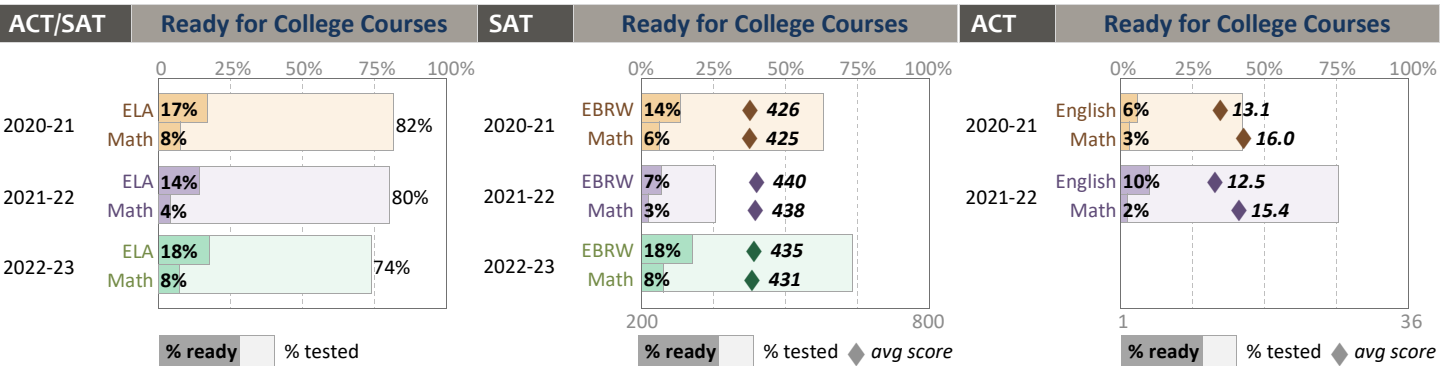 ACT/SAT Ready for College Courses
0 25% 50% 75% 100%
2020-21
ELA 17%
Math 8%
82%
2021-22
ELA 14%
Math 4%
80%
2022-23
ELA 18%
Math 8%
74%
% ready % tested
SAT Ready for College Courses
0% 25% 50% 75% 100%
2020-21
EBRW 14% 426
Math 6% 425
2021-22
EBRW 7% 440
Math 3% 438
2022-23
EBRW 18% 435
Math 8% 431
200 800
% ready % tested avg score
ACT Ready for College Courses
0% 25% 50% 75% 100%
2020-21
English 6% 13.1
Math 3% 16.0
2021-22
English 10% 12.5
Math 2% 15.4
1 36
% ready % tested avg score